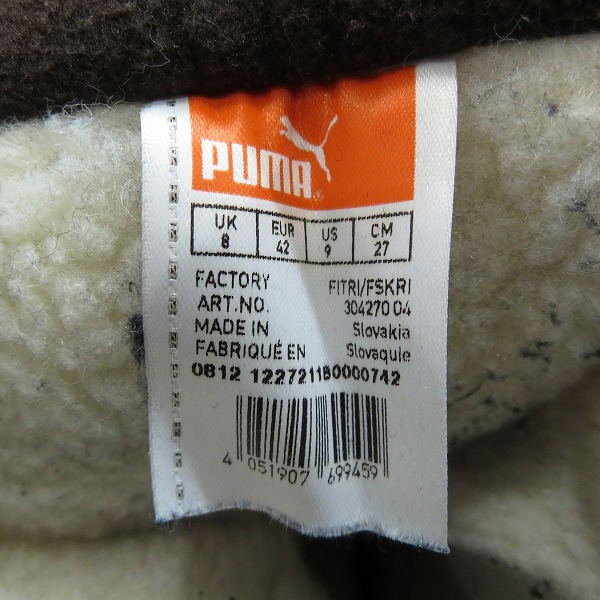 PUMA
UK EUR US CM
8 42 9 27
FACTORY FITRI/FSKRI
ART.NO. 304270 04
MADE IN Slovakia
FABRIQUÉ EN Slovaquie
0812 122721180000742
4 051907 699459